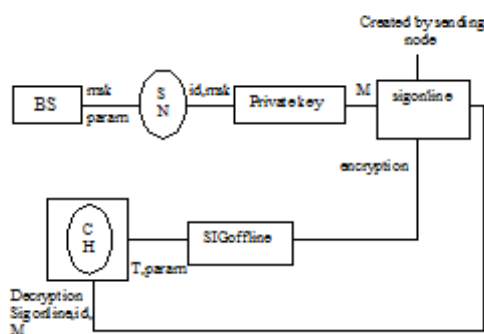 Created by sending
node
BS
msk
param
S
N
id,msk
Private key
M
sigonline
encryption
C
H
SIGoffline
T,param
Decryption
Sigonline,id,
M